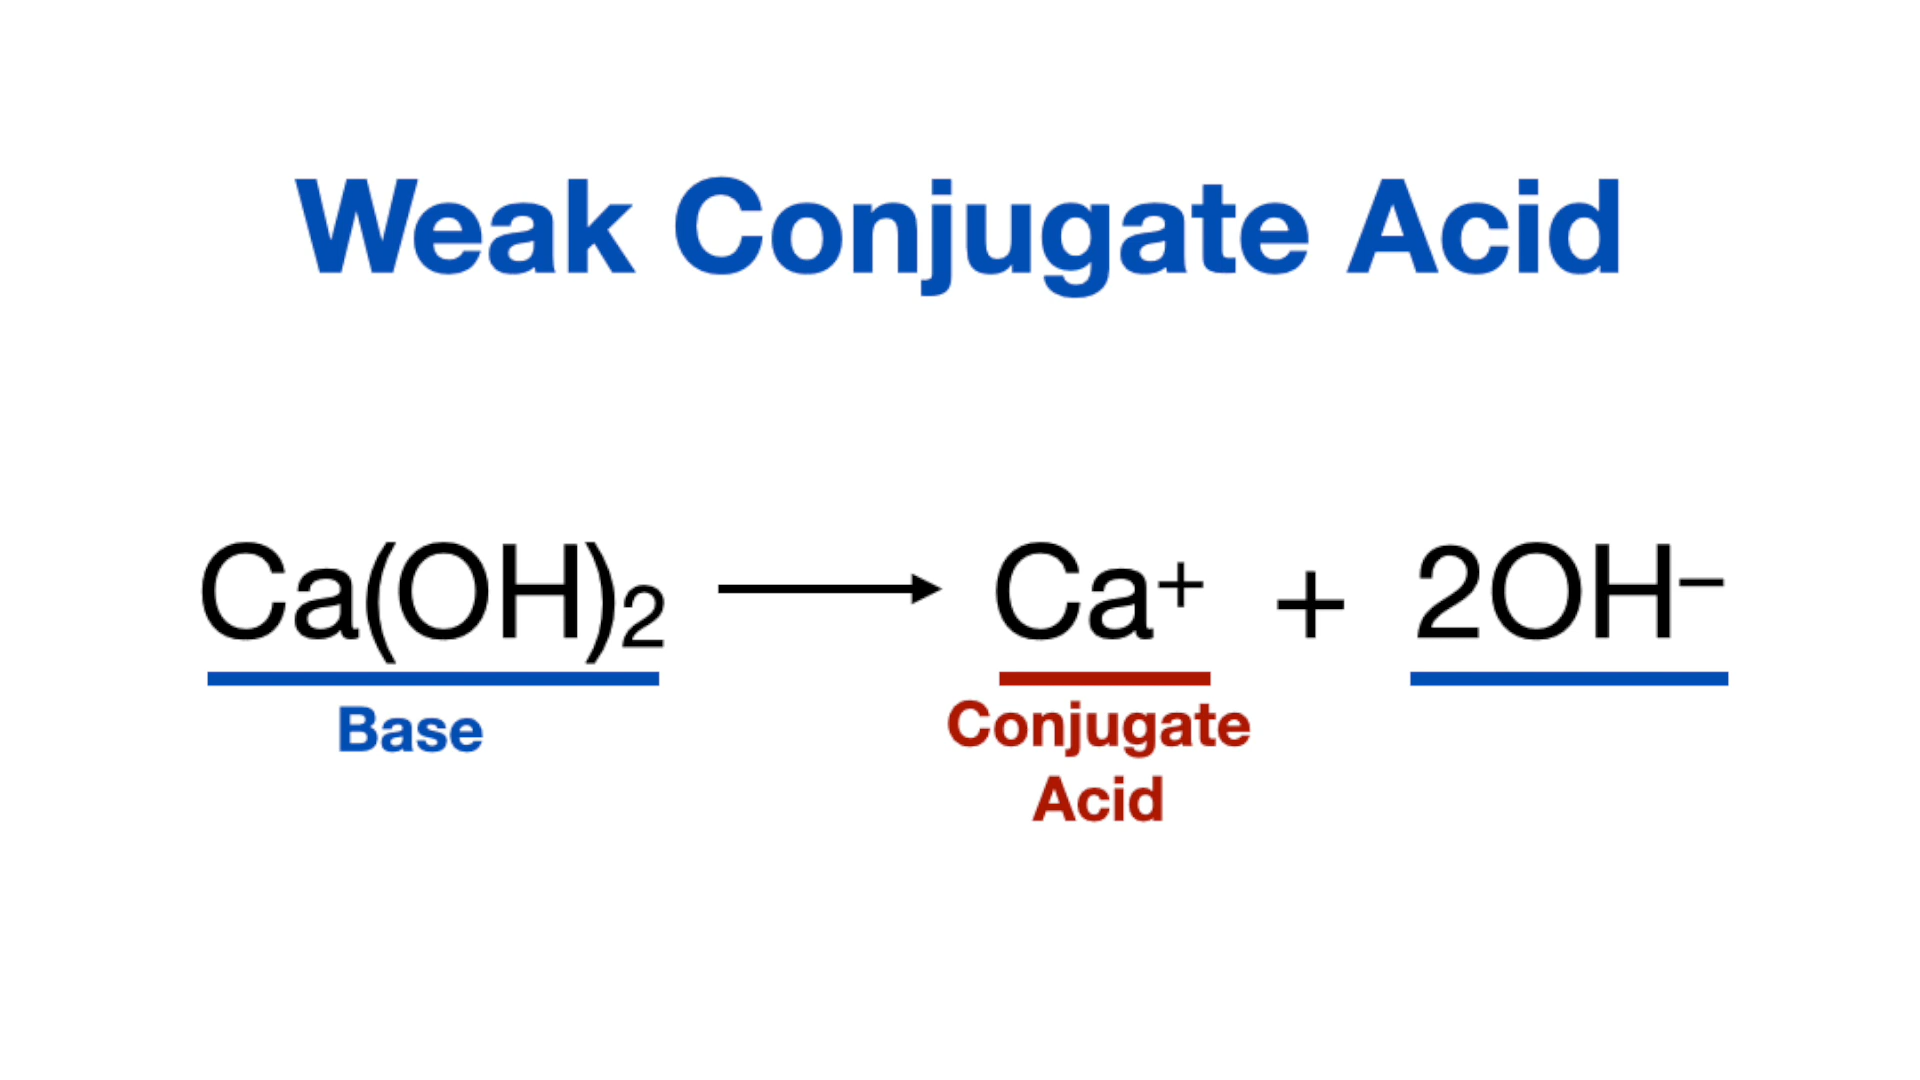 Weak Conjugate Acid
Ca(OH)₂ ⟶ Ca⁺ + 2OH⁻
Base
Conjugate
Acid